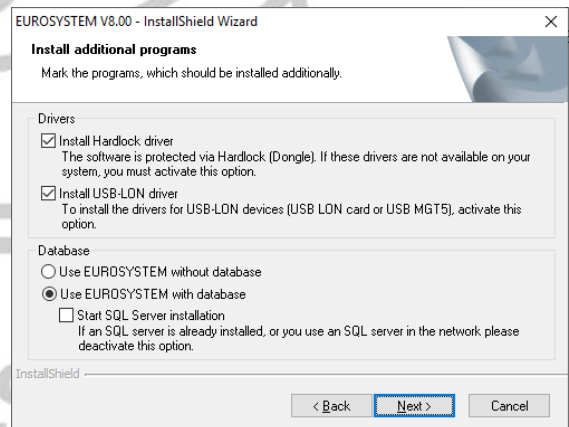 EUROSYSTEM V8.00 - InstallShield Wizard
Install additional programs
Mark the programs, which should be installed additionally.
Drivers
Install Hardlock driver
The software is protected via Hardlock (Dongle). If these drivers are not available on your
system, you must activate this option.
Install USB-LON driver
To install the drivers for USB-LON devices (USB LON card or USB MGT5), activate this
option.
Database
Use EUROSYSTEM without database
Use EUROSYSTEM with database
Start SQL Server installation
If an SQL server is already installed, or you use an SQL server in the network please
deactivate this option.
InstallShield
< Back
Next >
Cancel